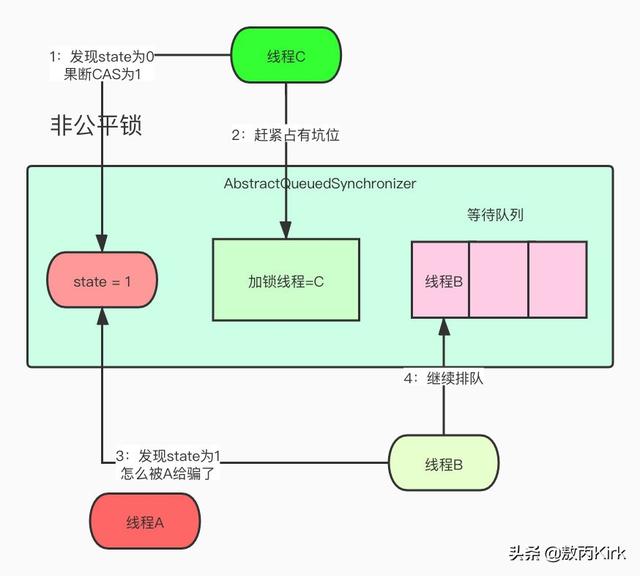 线程C
1：发现state为0
果断CAS为1
非公平锁
2：赶紧占有坑位
AbstractQueuedSynchronizer
等待队列
state = 1
加锁线程=C
线程B
4：继续排队
3：发现state为1
怎么被A给骗了
线程B
线程A
头条 @敖丙Kirk